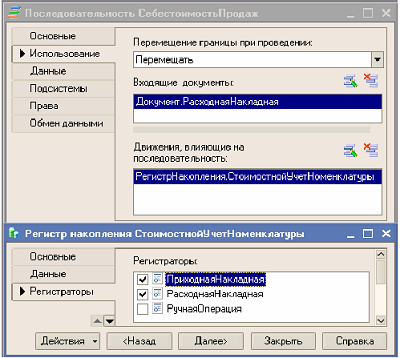 Последовательность СебестоимостьПродаж
Основные
Использование
Данные
Подсистемы
Права
Обмен данными
Перемещение границы при проведении:
Перемещать
Входящие документы:
Документ.РасходнаяНакладная
Движения, влияющие на
последовательность:
РегистрНакопления.СтоимостнойУчетНоменклатуры
Регистр накопления СтоимостнойУчетНоменклатуры
Основные
Данные
Регистраторы
Регистраторы:
ПриходнаяНакладная
РасходнаяНакладная
РучнаяОперация
Действия
<Назад
Далее>
Закрыть
Справка